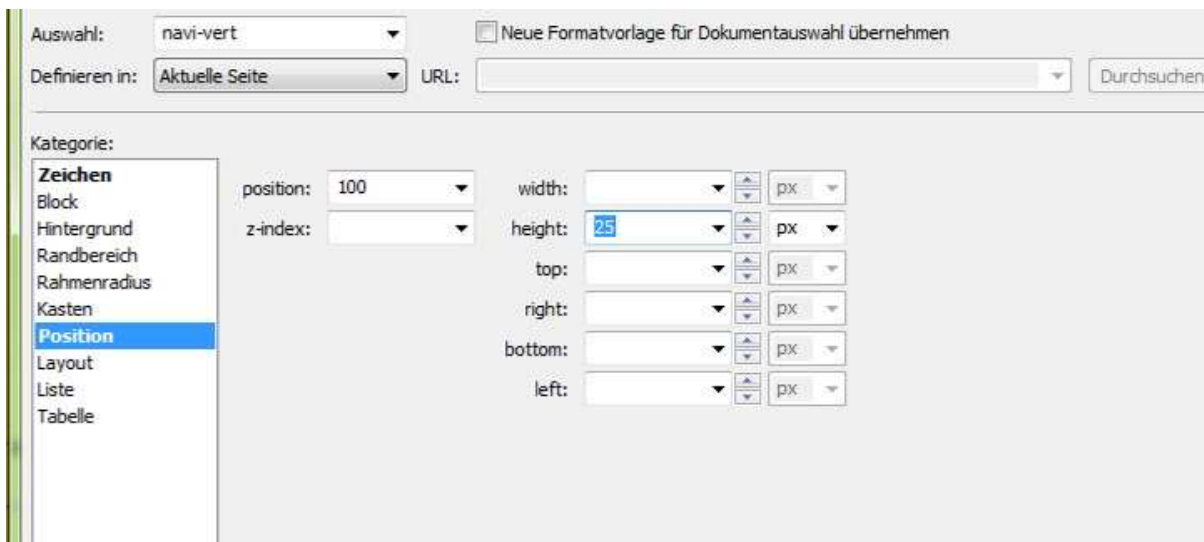 Auswahl: navi-vert Neue Formatvorlage für Dokumentauswahl übernehmen
Definieren in: Aktuelle Seite URL: Durchsuchen
Kategorie:
Zeichen
Block
Hintergrund
Randbereich
Rahmenradius
Kasten
Position
Layout
Liste
Tabelle
position: 100 width: px
z-index: height: 25 px
top: px
right: px
bottom: px
left: px